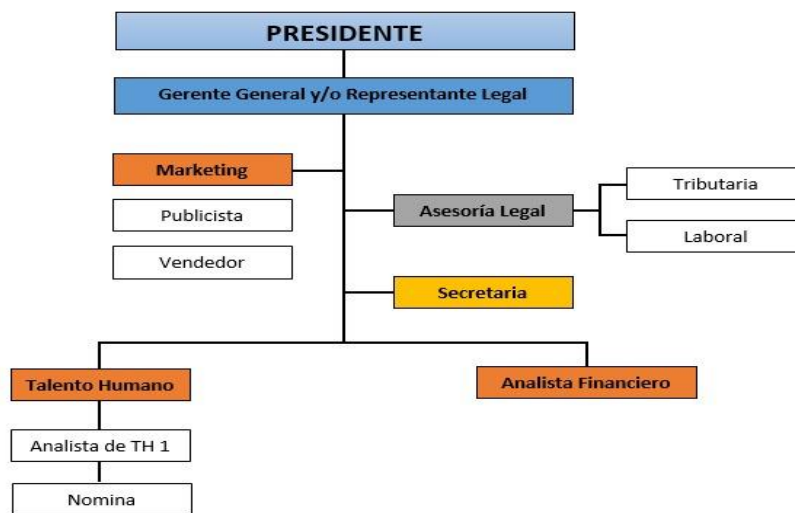 PRESIDENTE
Gerente General y/o Representante Legal
Marketing
Publicista
Vendedor
Asesoría Legal
Tributaria
Laboral
Secretaria
Talento Humano
Analista de TH 1
Nomina
Analista Financiero